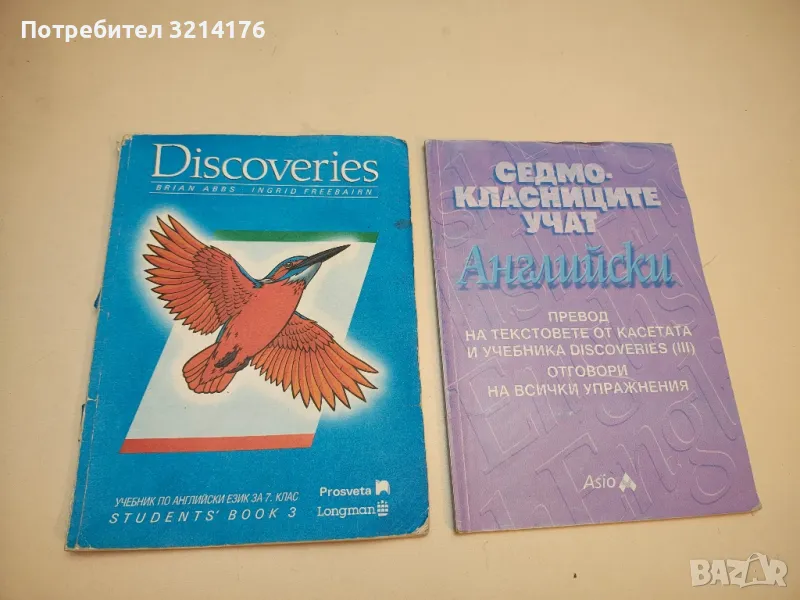 Потребител 3214176
Discoveries
BRIAN ABBS INGRID FREEBAIRN
УЧЕБНИК ПО АНГЛИЙСКИ ЕЗИК ЗА 7. КЛАС
STUDENTS' BOOK 3
Prosveta
Longman
СЕДМО-
КЛАСНИЦИТЕ
УЧАТ
Английски
ПРЕВОД
НА ТЕКСТОВЕТЕ ОТ КАСЕТАТА
И УЧЕБНИКА DISCOVERIES (III)
ОТГОВОРИ
НА ВСИЧКИ УПРАЖНЕНИЯ
Asio
BAZAR